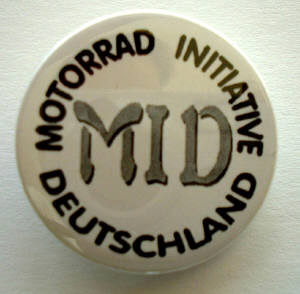 MOTORRAD INITIATIVE
MID
DEUTSCHLAND